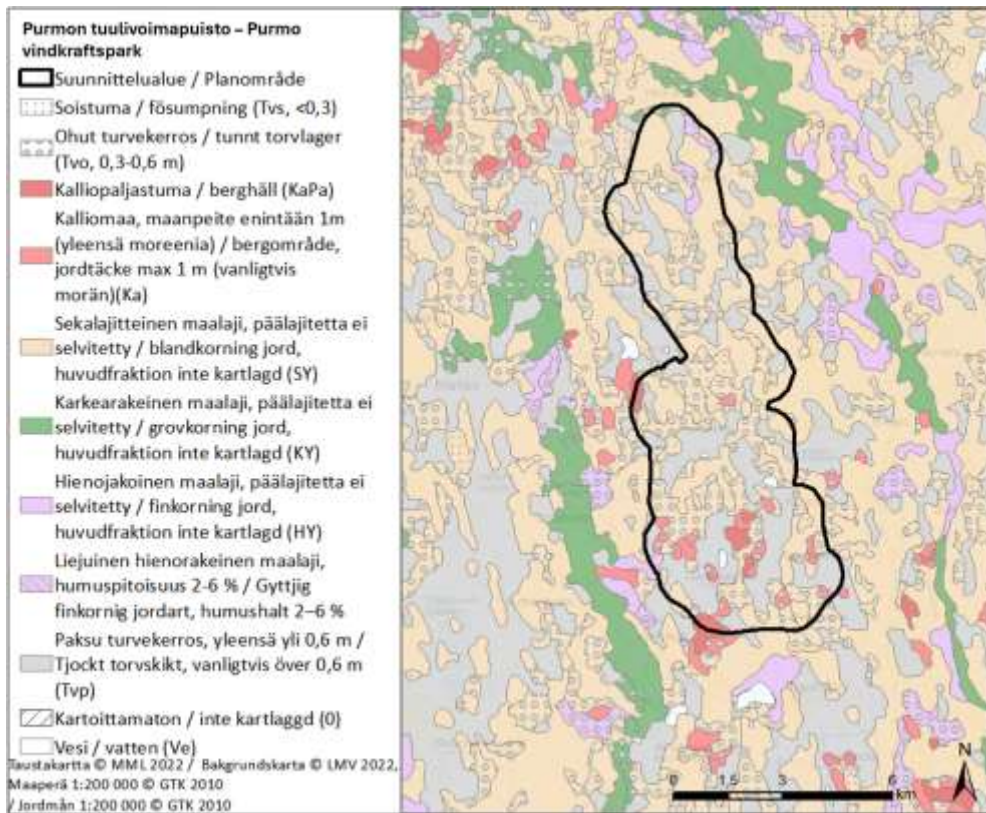 Purmon tuulivoimapuisto – Purmo
vindkraftspark
Suunnittelualue / Planområde
Soistuma / fösumpning (Tvs, <0,3)
Ohut turvekerros / tunnt torvlager
(Tvo, 0,3-0,6 m)
Kalliopaljastuma / berghäll (KaPa)
Kalliomaa, maanpeite enintään 1m
(yleensä moreenia) / bergområde,
jordtäcke max 1 m (vanligtvis
morän)(Ka)
Sekalajitteinen maalaji, päälajitetta ei
selvitetty / blandkorning jord,
huvudfraktion inte kartlagd (SY)
Karkearakeinen maalaji, päälajitetta ei
selvitetty / grovkorning jord,
huvudfraktion inte kartlagd (KY)
Hienojakoinen maalaji, päälajitetta ei
selvitetty / finkorning jord,
huvudfraktion inte kartlagd (HY)
Liejuinen hienorakeinen maalaji,
humuspitoisuus 2-6 % / Gyttjig
finkornig jordart, humushalt 2–6 %
Paksu turvekerros, yleensä yli 0,6 m /
Tjockt torvskikt, vanligtvis över 0,6 m
(Tvp)
Kartoittamaton / inte kartlaggd (0)
Vesi / vatten (Ve)
Taustakartta © MML 2022 / Bakgrundskarta © LMV 2022,
Maaperä 1:200 000 © GTK 2010
/ Jordmån 1:200 000 © GTK 2010
N
0 1,5 3 6
km